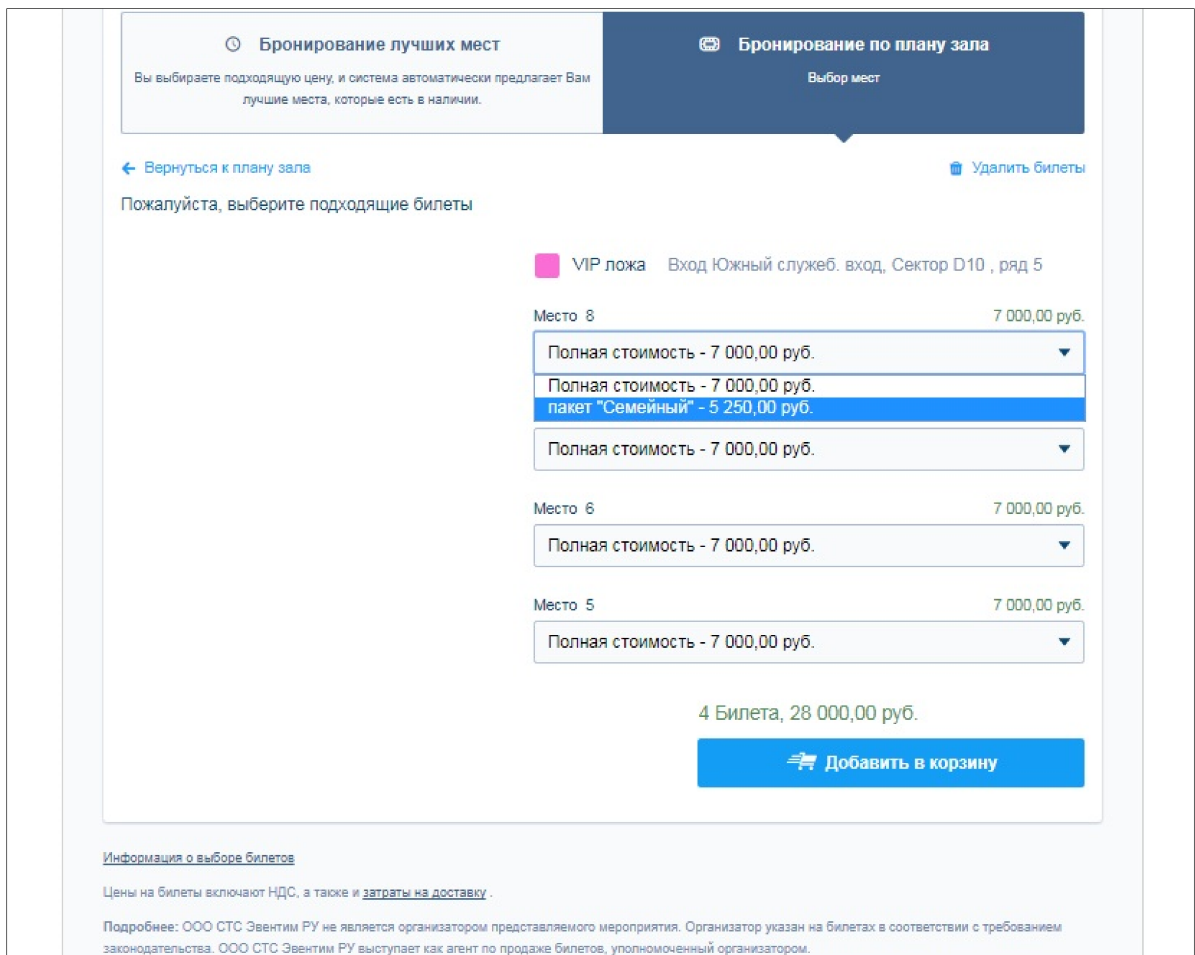 Бронирование лучших мест
Вы выбираете подходящую цену, и система автоматически предлагает Вам
лучшие места, которые есть в наличии.
Бронирование по плану зала
Выбор мест
Вернуться к плану зала
Удалить билеты
Пожалуйста, выберите подходящие билеты
VIP ложа Вход Южный служеб. вход, Сектор D10 , ряд 5
Место 8 7 000,00 руб.
Полная стоимость - 7 000,00 руб.
Полная стоимость - 7 000,00 руб.
пакет "Семейный" - 5 250,00 руб.
Полная стоимость - 7 000,00 руб.
Место 6 7 000,00 руб.
Полная стоимость - 7 000,00 руб.
Место 5 7 000,00 руб.
Полная стоимость - 7 000,00 руб.
4 Билета, 28 000,00 руб.
Добавить в корзину
Информация о выборе билетов
Цены на билеты включают НДС, а также и затраты на доставку .
Подробнее: ООО СТС Эвентим РУ не является организатором представляемого мероприятия. Организатор указан на билетах в соответствии с требованием
законодательства. ООО СТС Эвентим РУ выступает как агент по продаже билетов, уполномоченный организатором.